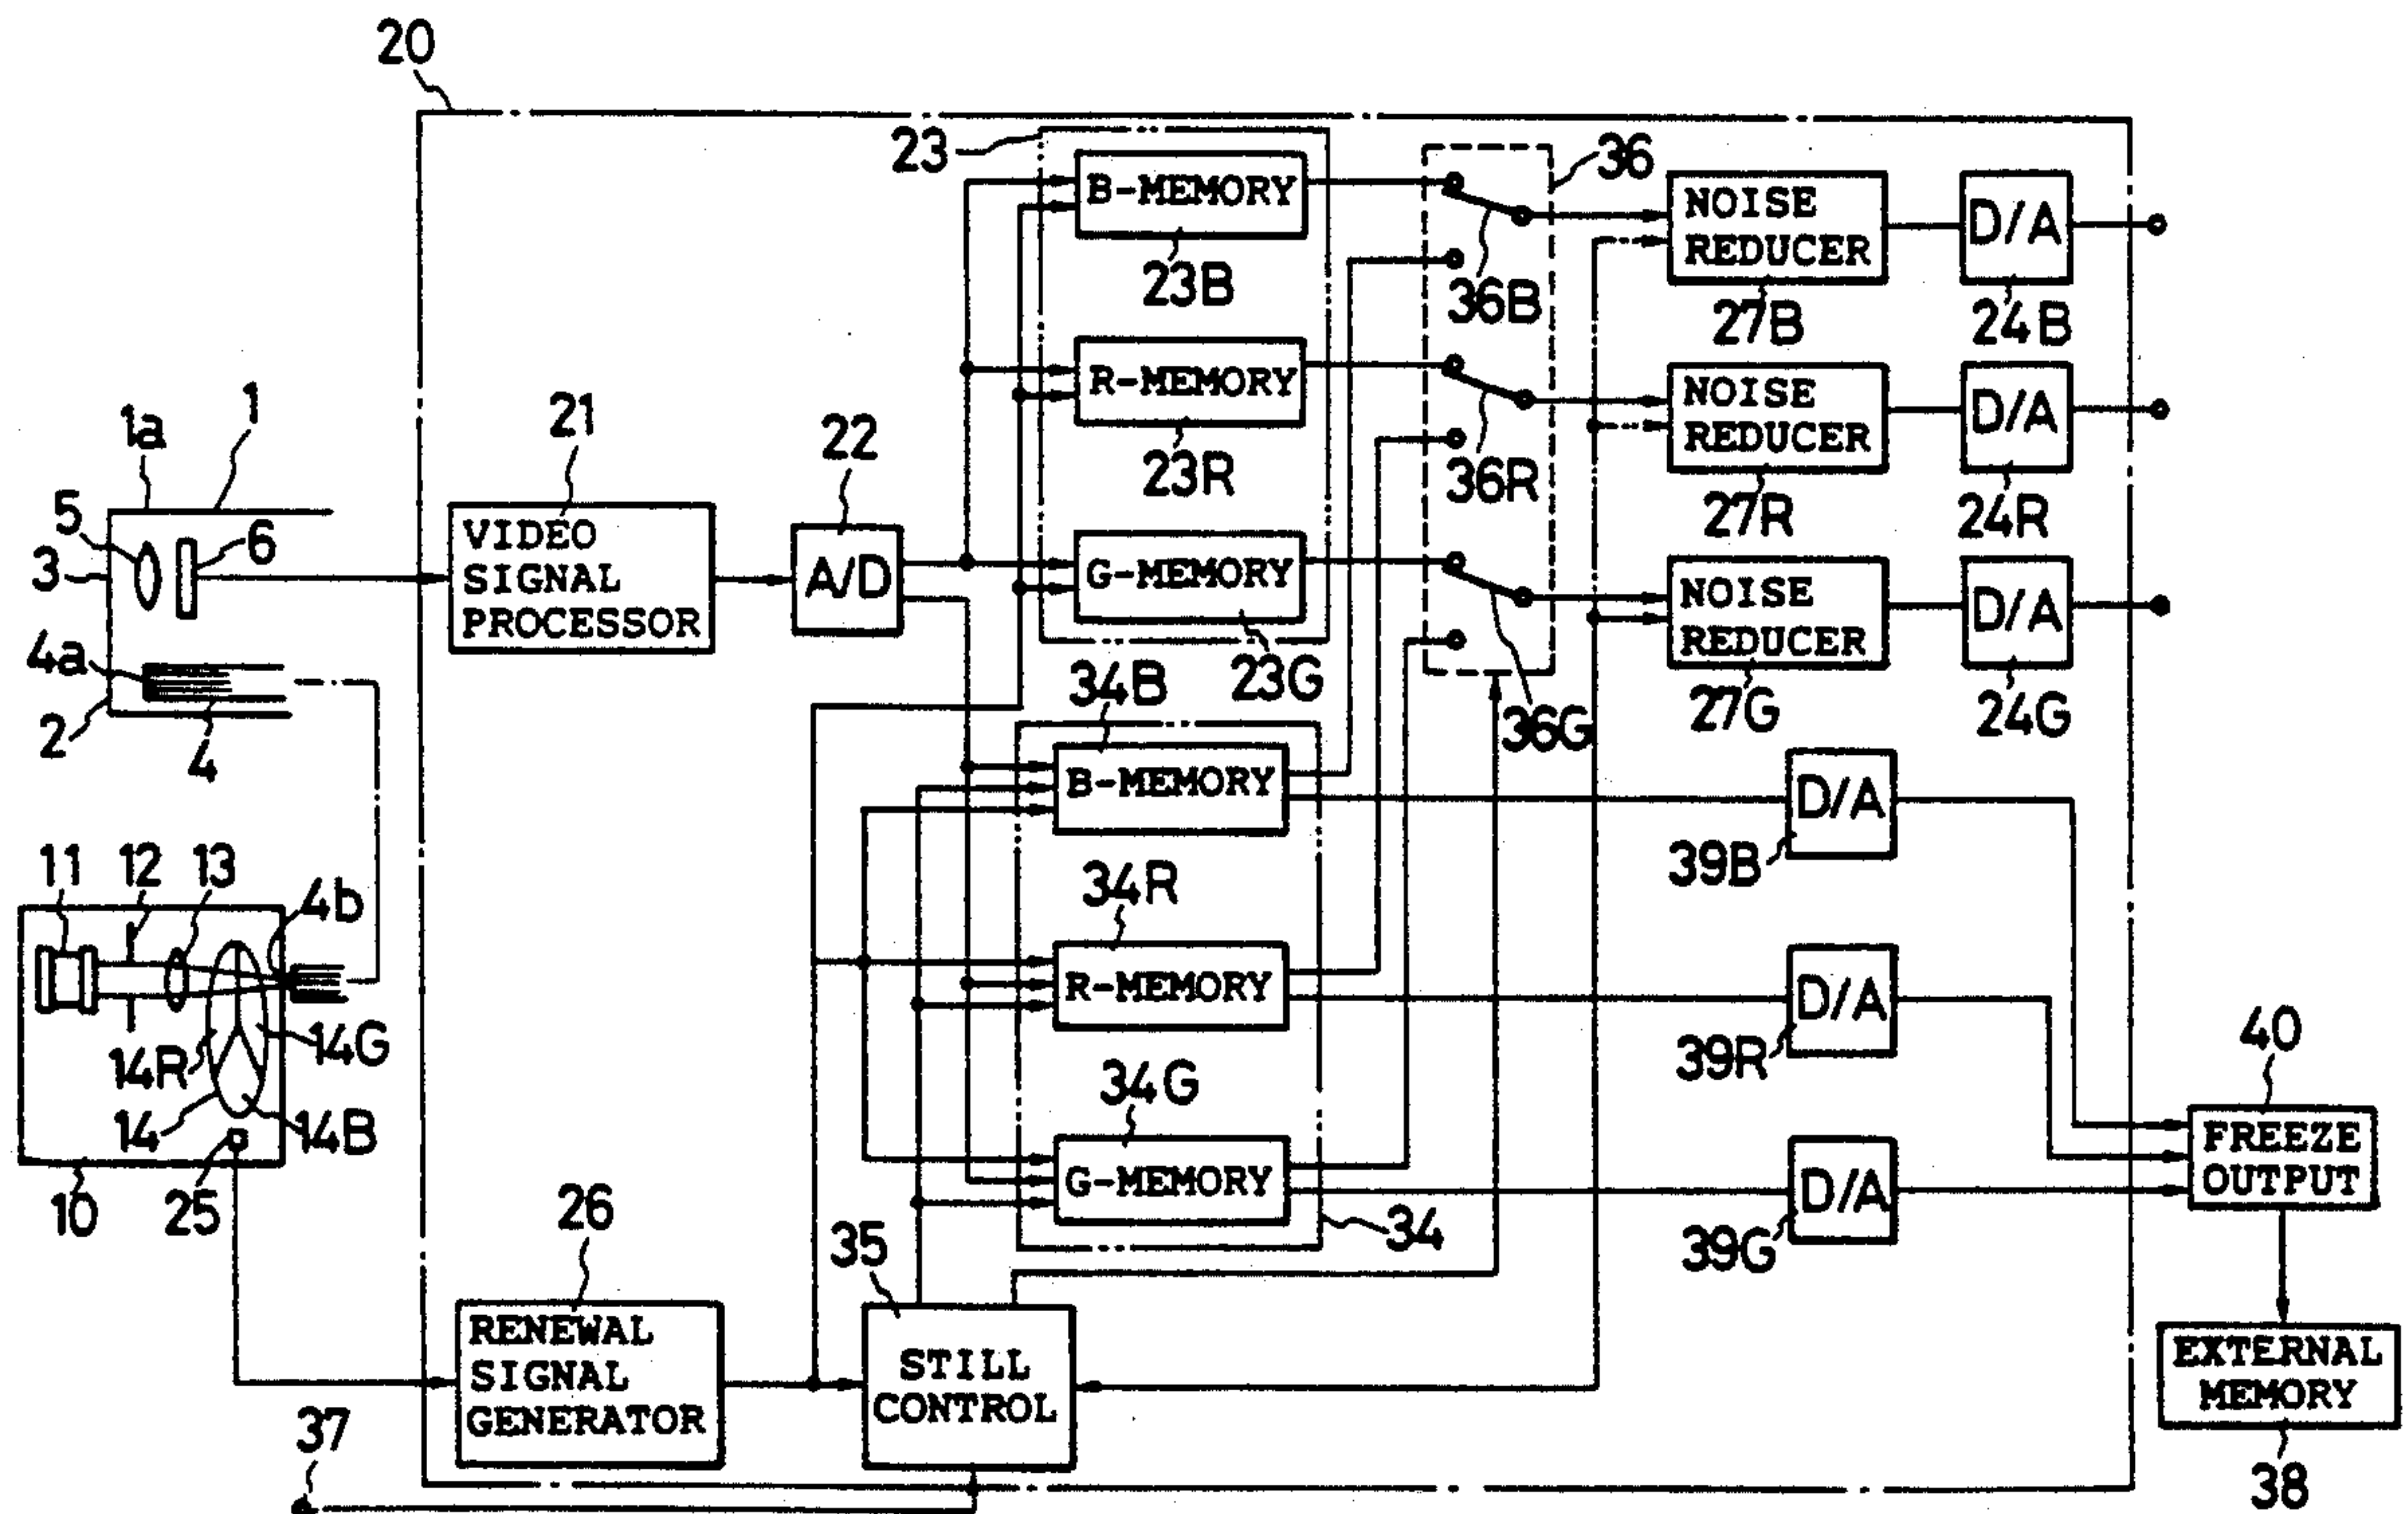 20
23
B-MEMORY
23B
36
36B
NOISE
REDUCER
27B
D/A
24B
R-MEMORY
23R
36R
NOISE
REDUCER
27R
D/A
24R
1a
1
5
3
6
21
VIDEO
SIGNAL
PROCESSOR
22
A/D
G-MEMORY
23G
36G
NOISE
REDUCER
27G
D/A
24G
4a
2
4
34B
B-MEMORY
D/A
39B
11
12
13
4b
14R
14G
14
14B
25
10
34R
R-MEMORY
D/A
39R
34G
G-MEMORY
34
D/A
39G
40
FREEZE
OUTPUT
26
RENEWAL
SIGNAL
GENERATOR
35
STILL
CONTROL
37
EXTERNAL
MEMORY
38